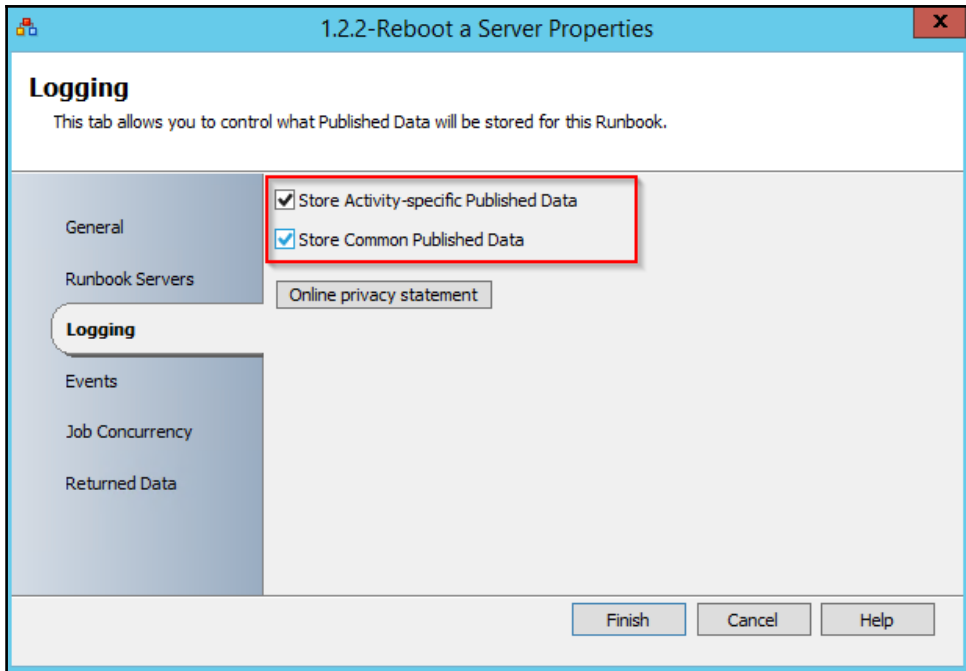 1.2.2-Reboot a Server Properties
x
Logging
This tab allows you to control what Published Data will be stored for this Runbook.
General
Runbook Servers
Logging
Events
Job Concurrency
Returned Data
Store Activity-specific Published Data
Store Common Published Data
Online privacy statement
Finish
Cancel
Help